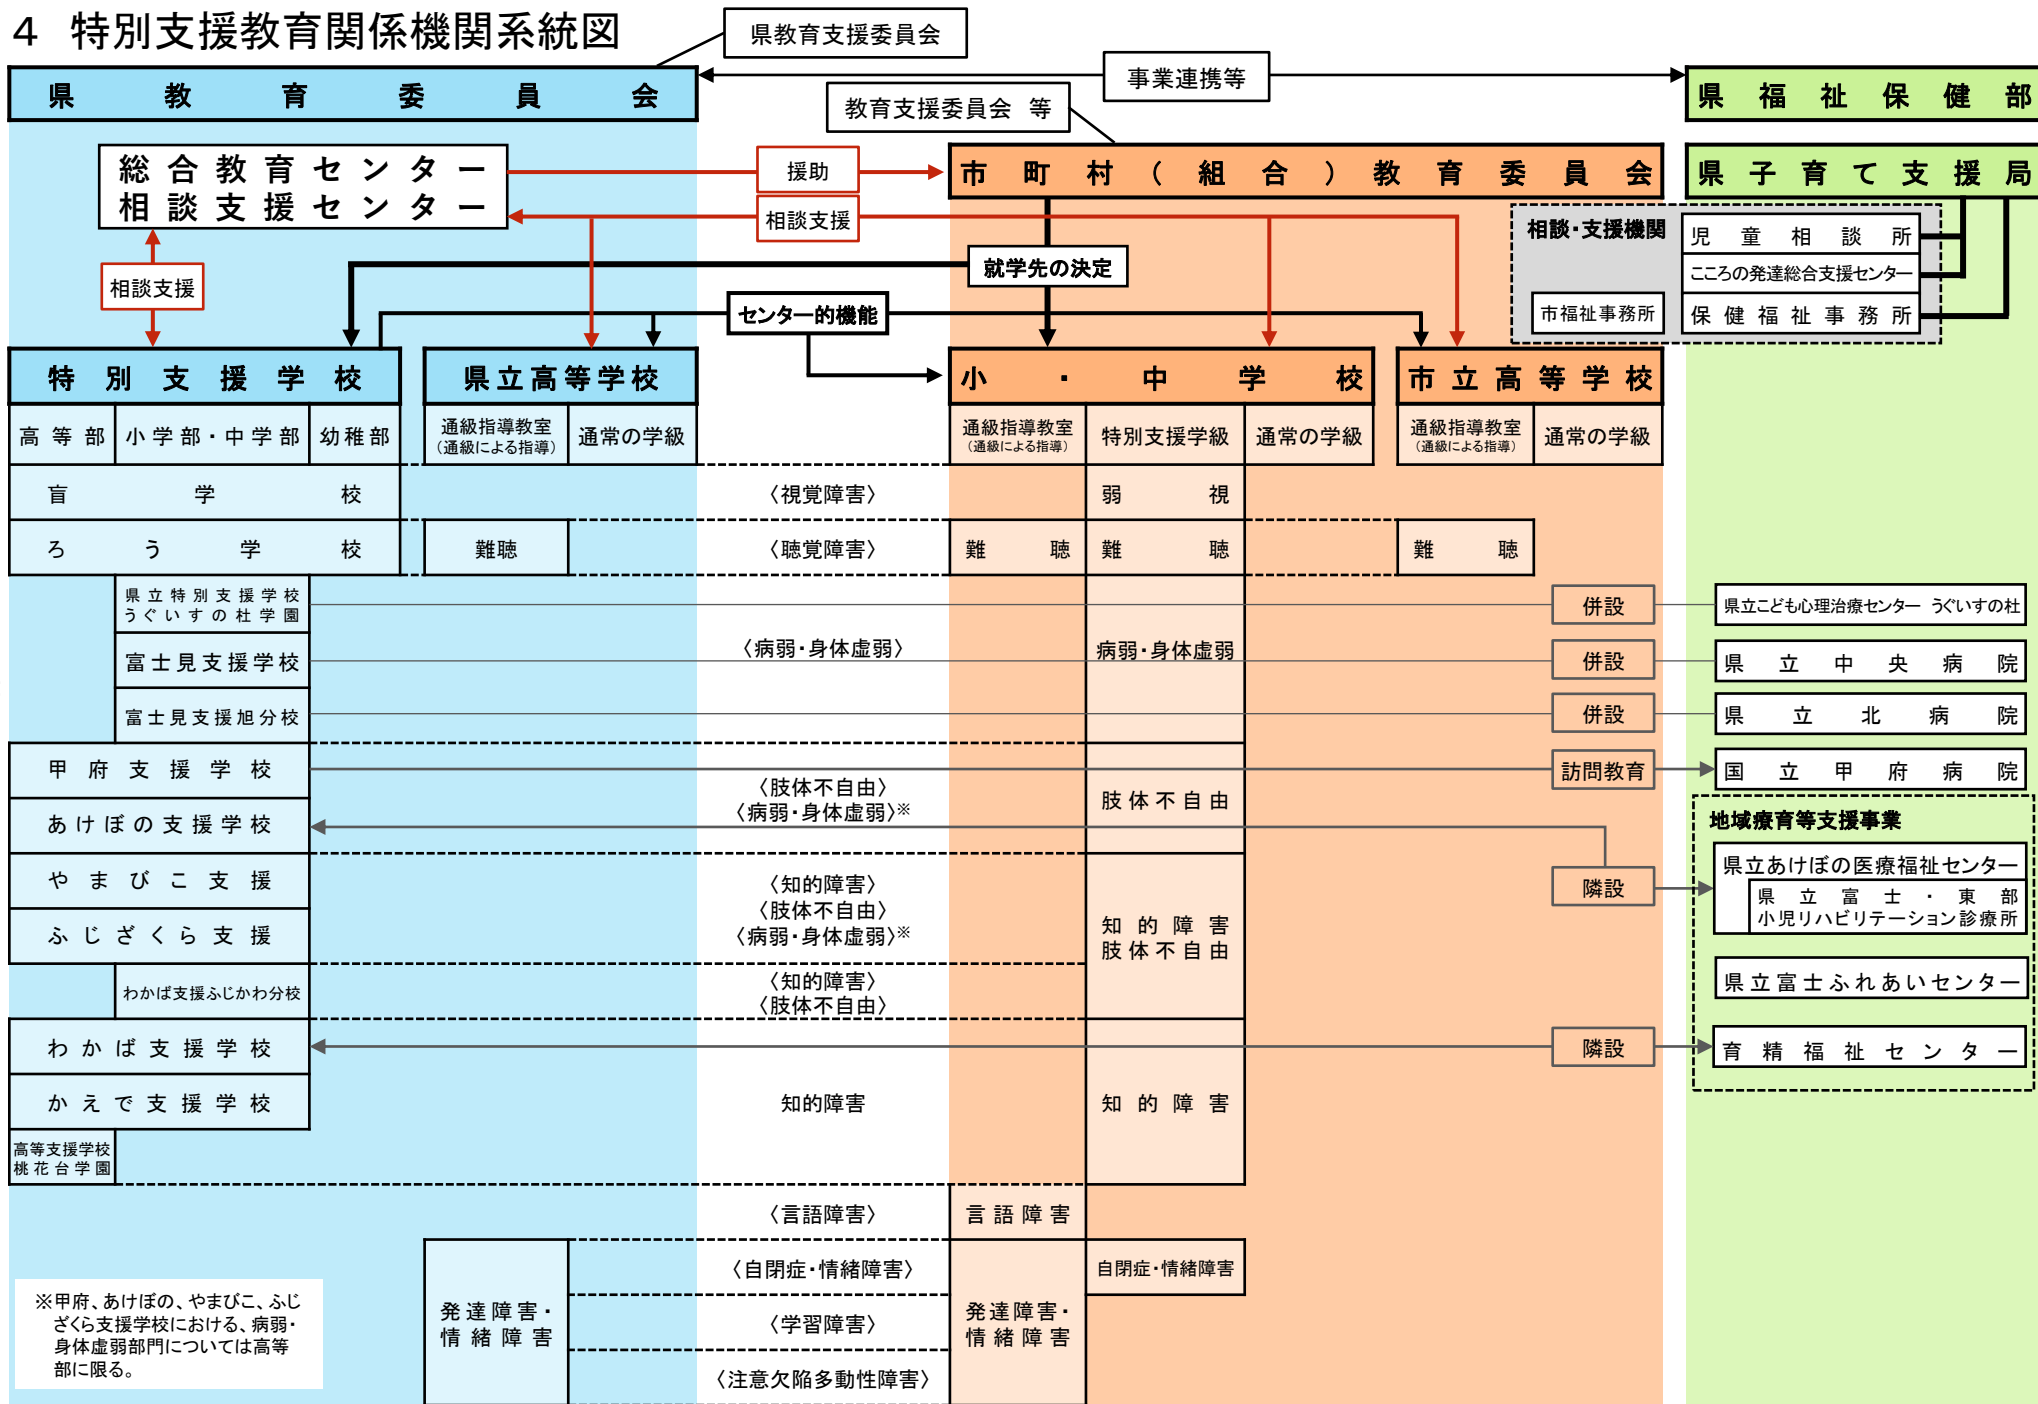 4 特別支援教育関係機関系統図
県教育支援委員会
県教育委員会
事業連携等
県福祉保健部
教育支援委員会 等
総合教育センター
相談支援センター
援助
市町村(組合)教育委員会
県子育て支援局
相談支援
相談・支援機関
児童相談所
こころの発達総合支援センター
市福祉事務所
保健福祉事務所
相談支援
就学先の決定
センター的機能
特別支援学校
県立高等学校
小・中学校
市立高等学校
高等部
小学部・中学部
幼稚部
通級指導教室
(通級による指導)
通常の学級
通級指導教室
(通級による指導)
特別支援学級
通常の学級
通級指導教室
(通級による指導)
通常の学級
盲学校
〈視覚障害〉
弱視
ろう学校
難聴
〈聴覚障害〉
難聴
難聴
難聴
県立特別支援学校
うぐいすの杜学園
併設
県立こども心理治療センター うぐいすの杜
富士見支援学校
〈病弱・身体虚弱〉
病弱・身体虚弱
併設
県立中央病院
富士見支援旭分校
併設
県立北病院
甲府支援学校
訪問教育
国立甲府病院
〈肢体不自由〉
〈病弱・身体虚弱〉※
肢体不自由
あけぼの支援学校
地域療育等支援事業
県立あけぼの医療福祉センター
県立富士・東部
小児リハビリテーション診療所
隣設
やまびこ支援
ふじざくら支援
〈知的障害〉
〈肢体不自由〉
〈病弱・身体虚弱〉※
知的障害
肢体不自由
わかば支援ふじかわ分校
〈知的障害〉
〈肢体不自由〉
県立富士ふれあいセンター
わかば支援学校
隣設
育精福祉センター
かえで支援学校
知的障害
知的障害
高等支援学校
桃花台学園
〈言語障害〉
言語障害
〈自閉症・情緒障害〉
自閉症・情緒障害
発達障害・
情緒障害
〈学習障害〉
発達障害・
情緒障害
〈注意欠陥多動性障害〉
※甲府、あけぼの、やまびこ、ふじ
ざくら支援学校における、病弱・
身体虚弱部門については高等
部に限る。